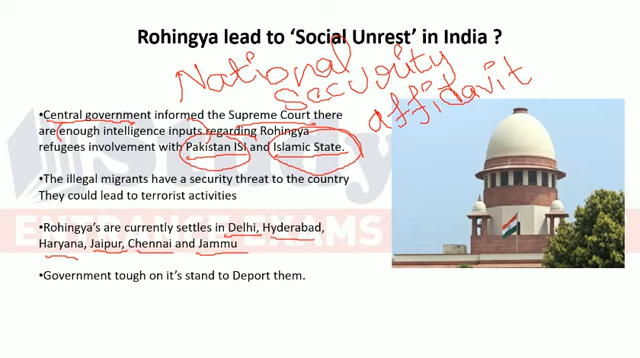 Rohingya lead to ‘Social Unrest’ in India ?
National
Security
affidavit
•Central government informed the Supreme Court there
are enough intelligence inputs regarding Rohingya
refugees involvement with Pakistan ISI and Islamic State.
•The illegal migrants have a security threat to the country
They could lead to terrorist activities
•Rohingya's are currently settles in Delhi, Hyderabad,
Haryana, Jaipur, Chennai and Jammu
•Government tough on it's stand to Deport them.
Study
ENTRANCE EXAMS